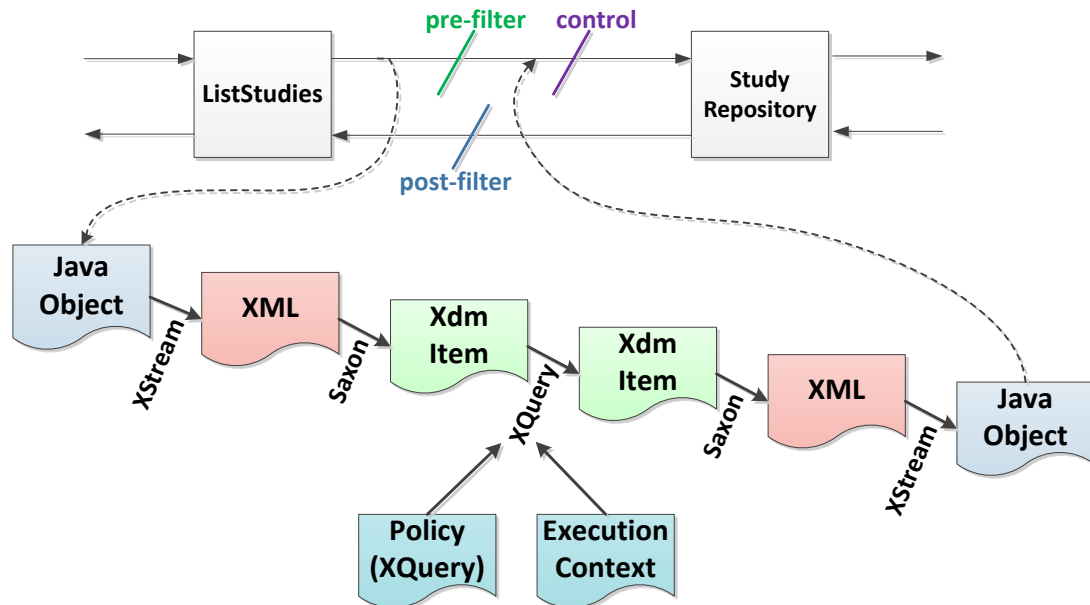 pre-filter
control
ListStudies
Study
Repository
post-filter
Java
Object
XStream
XML
Saxon
Xdm
Item
XQuery
Xdm
Item
Saxon
XML
XStream
Java
Object
Policy
(XQuery)
Execution
Context